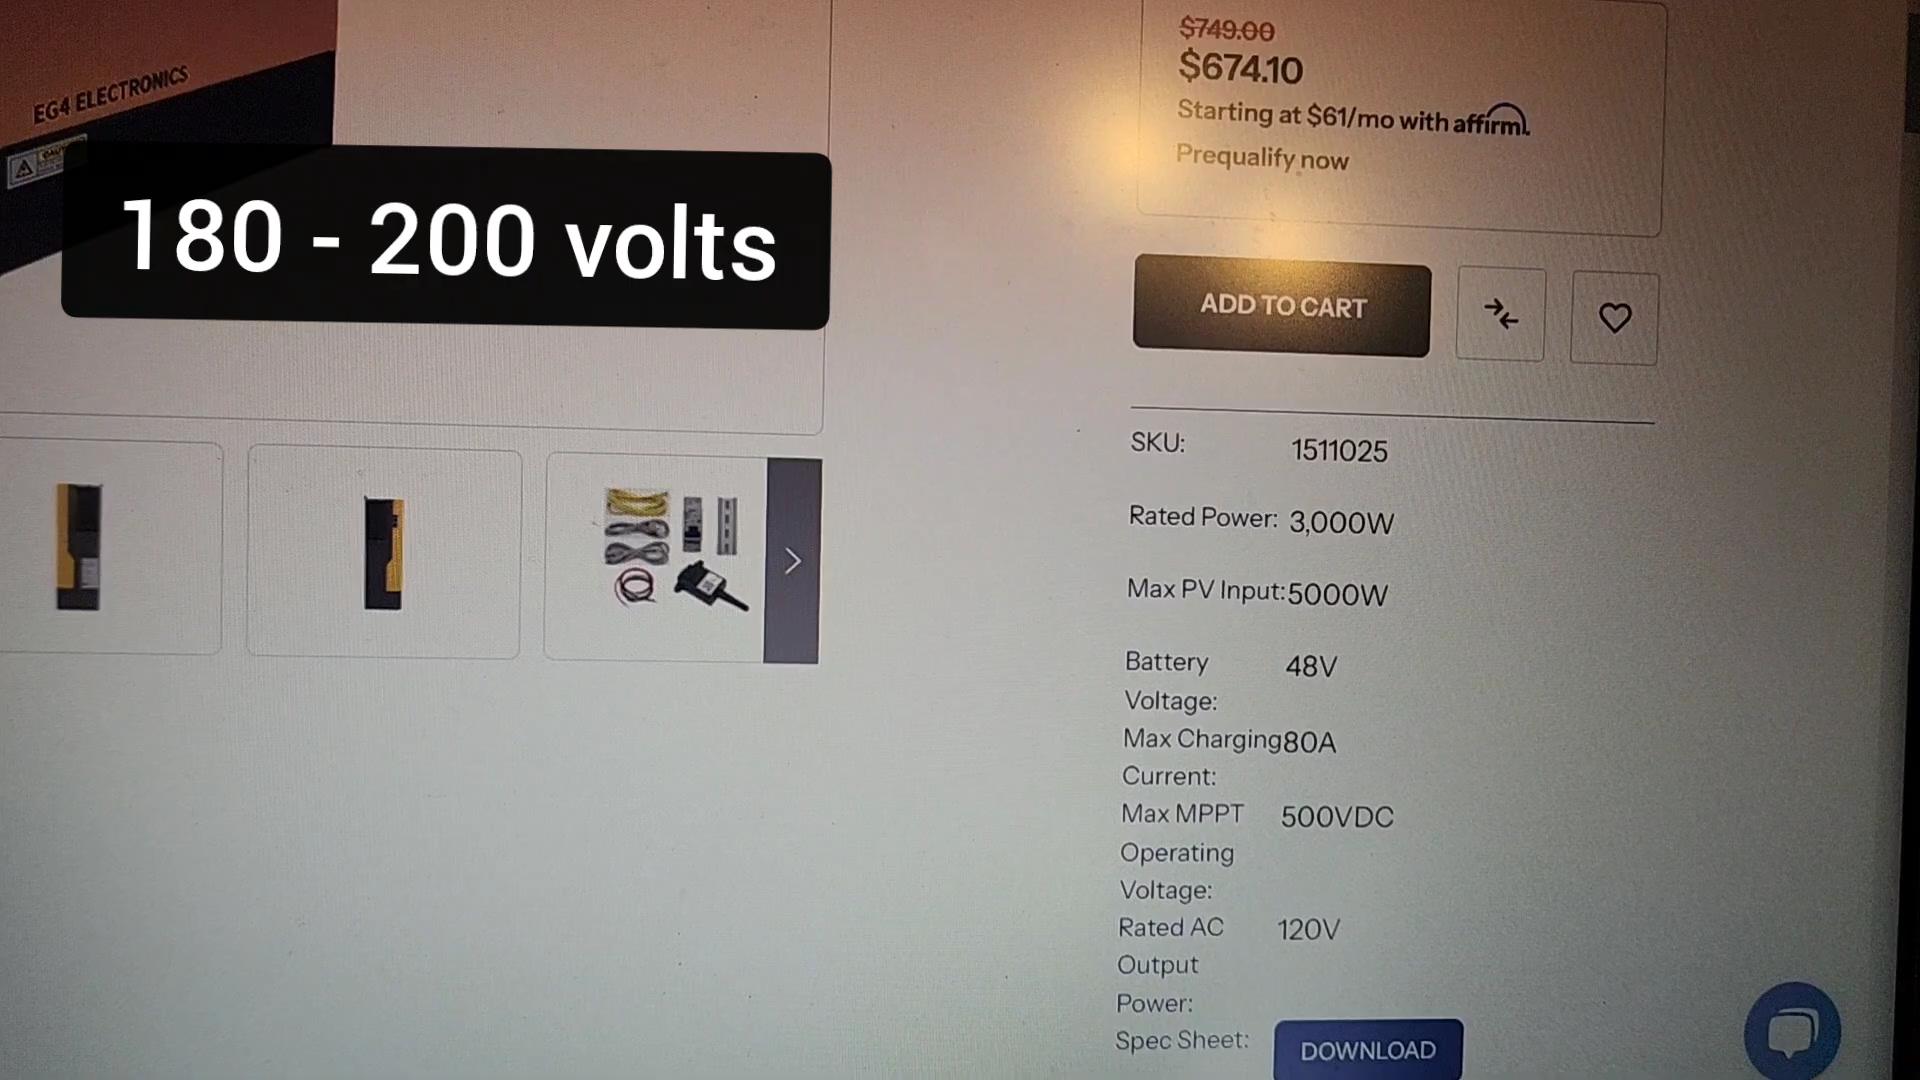 EG4 ELECTRONICS
180 - 200 volts
$749.00
$674.10
Starting at $61/mo with affirm.
Prequalify now
ADD TO CART
SKU: 1511025
Rated Power: 3,000W
Max PV Input: 5000W
Battery Voltage: 48V
Max Charging Current: 80A
Max MPPT Operating Voltage: 500VDC
Rated AC Output Power: 120V
Spec Sheet: DOWNLOAD